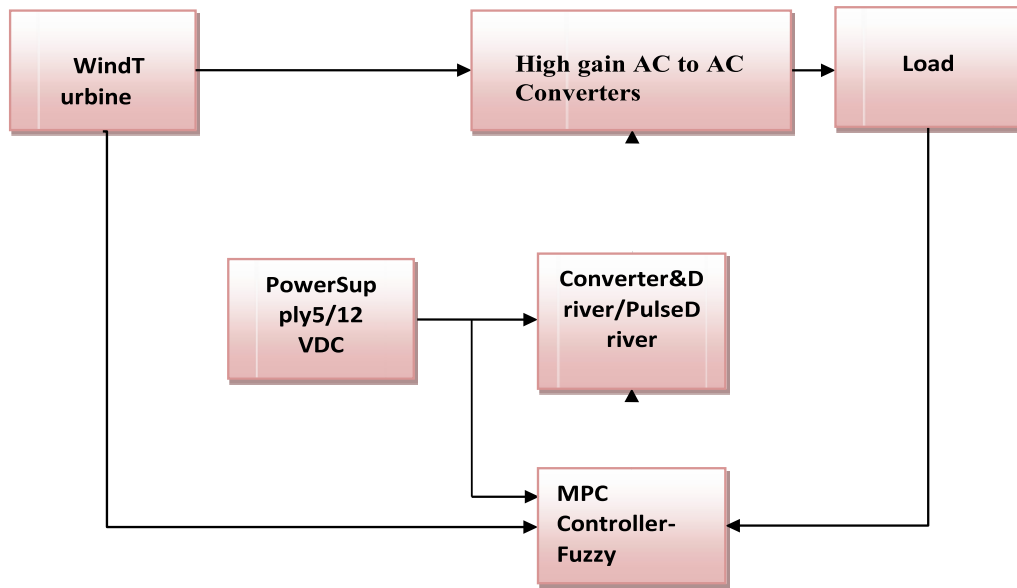 WindT
urbine
High gain AC to AC
Converters
Load
PowerSup
ply5/12
VDC
Converter&D
river/PulseD
river
MPC
Controller-
Fuzzy